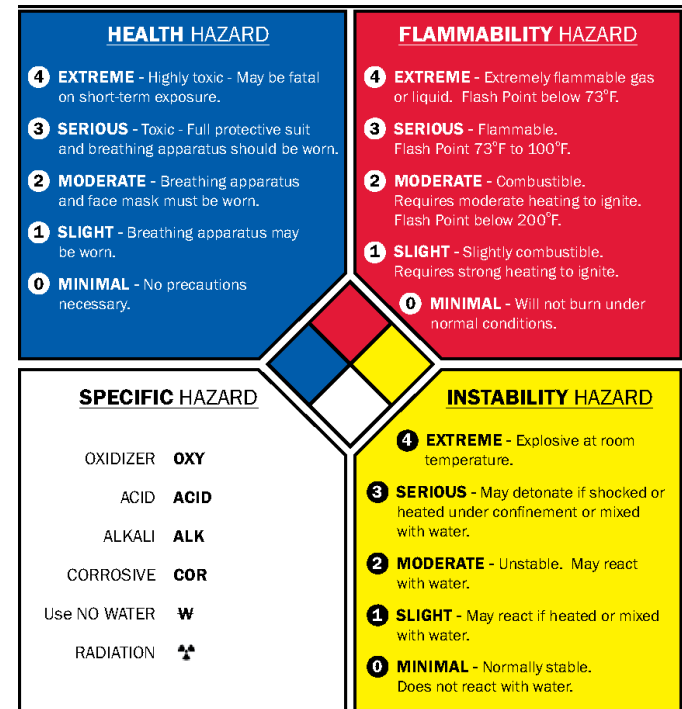 HEALTH HAZARD
4 EXTREME - Highly toxic - May be fatal
on short-term exposure.
3 SERIOUS - Toxic - Full protective suit
and breathing apparatus should be worn.
2 MODERATE - Breathing apparatus
and face mask must be worn.
1 SLIGHT - Breathing apparatus may
be worn.
0 MINIMAL - No precautions
necessary.
FLAMMABILITY HAZARD
4 EXTREME - Extremely flammable gas
or liquid. Flash Point below 73°F.
3 SERIOUS - Flammable.
Flash Point 73°F to 100°F.
2 MODERATE - Combustible.
Requires moderate heating to ignite.
Flash Point below 200°F.
1 SLIGHT - Slightly combustible.
Requires strong heating to ignite.
0 MINIMAL - Will not burn under
normal conditions.
SPECIFIC HAZARD
OXIDIZER OXY
ACID ACID
ALKALI ALK
CORROSIVE COR
Use NO WATER W̶
RADIATION ☢
INSTABILITY HAZARD
4 EXTREME - Explosive at room
temperature.
3 SERIOUS - May detonate if shocked or
heated under confinement or mixed
with water.
2 MODERATE - Unstable. May react
with water.
1 SLIGHT - May react if heated or mixed
with water.
0 MINIMAL - Normally stable.
Does not react with water.